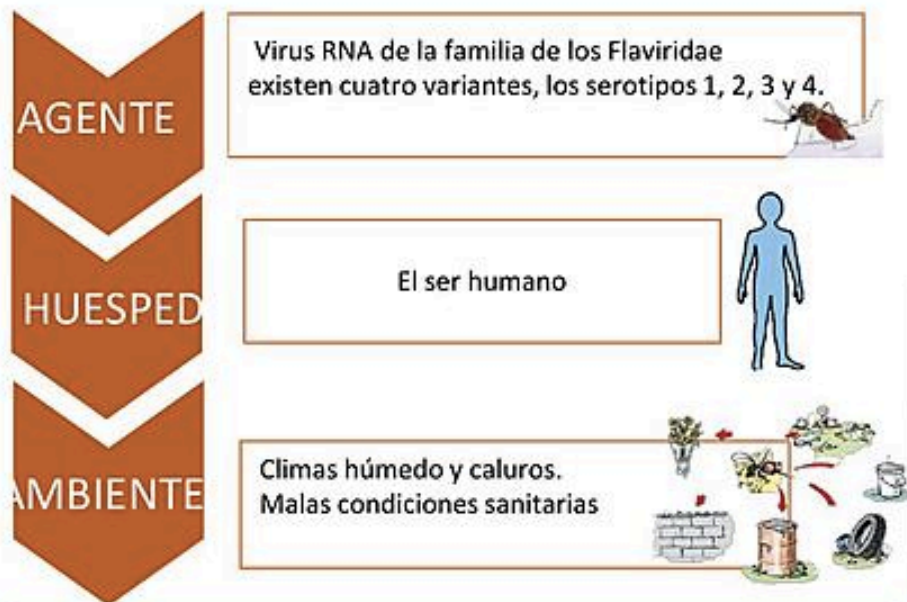 AGENTE
Virus RNA de la familia de los Flaviridae
existen cuatro variantes, los serotipos 1, 2, 3 y 4.
HUESPED
El ser humano
AMBIENTE
Climas húmedo y caluros.
Malas condiciones sanitarias